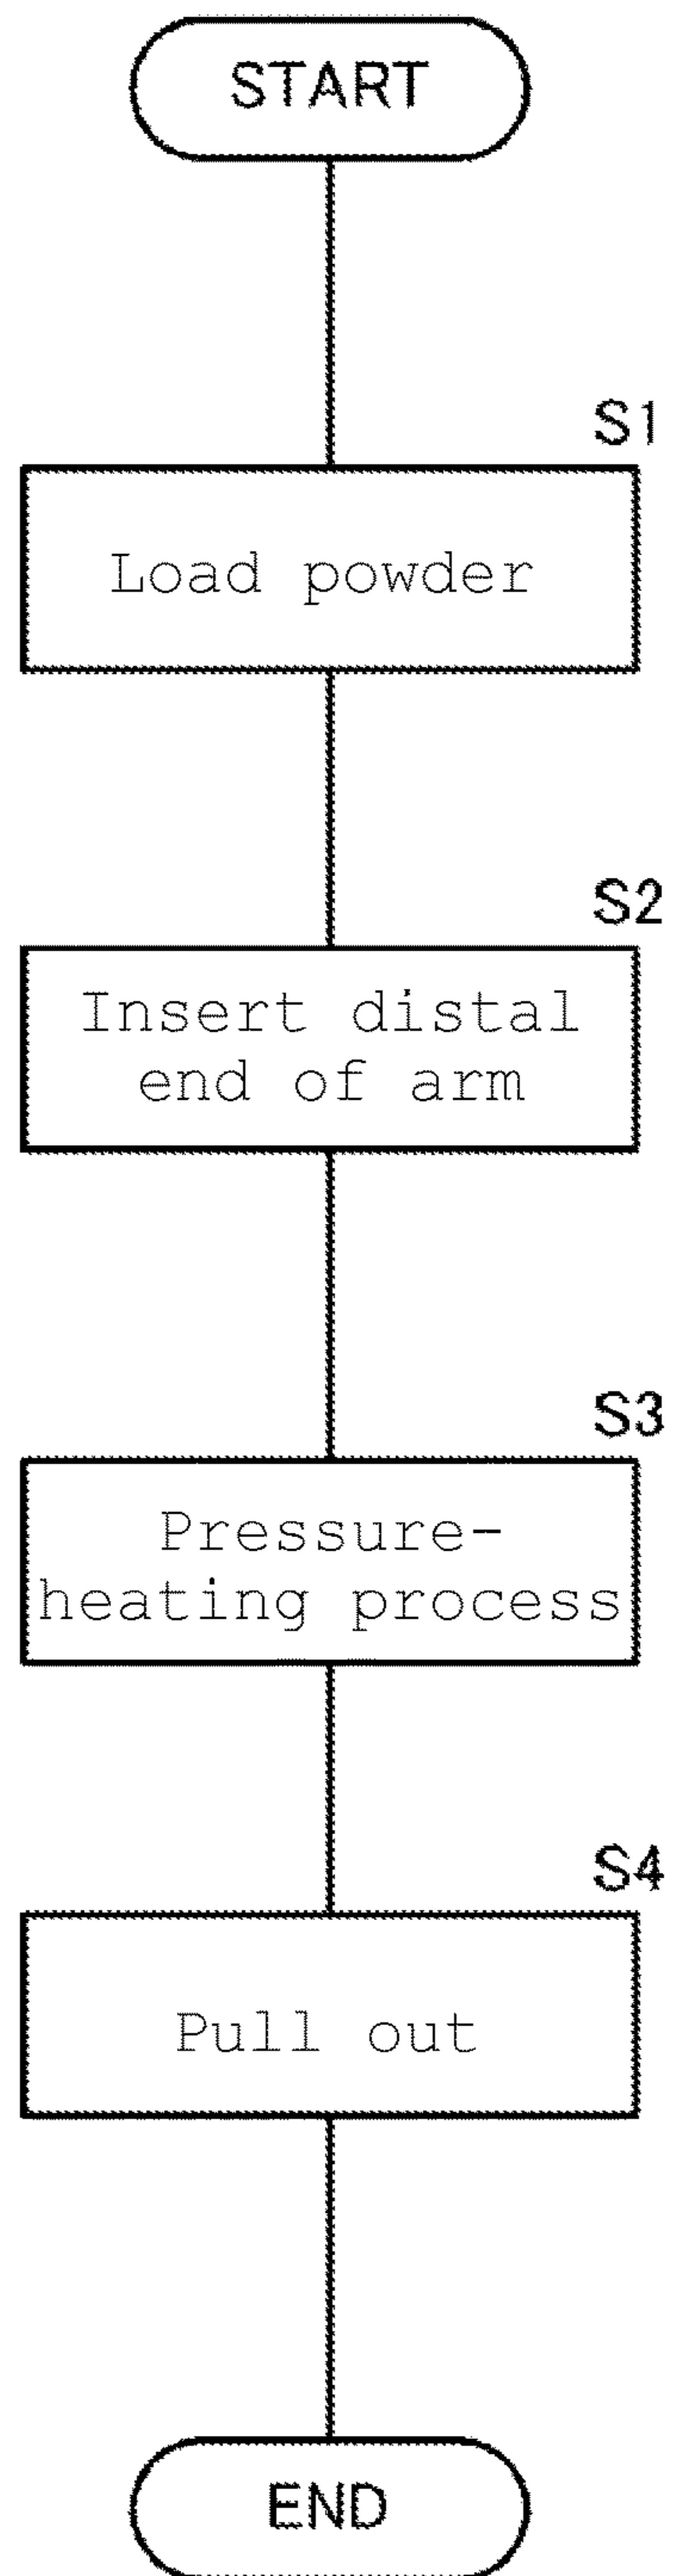 START
S1
Load powder
S2
Insert distal
end of arm
S3
Pressure-
heating process
S4
Pull out
END